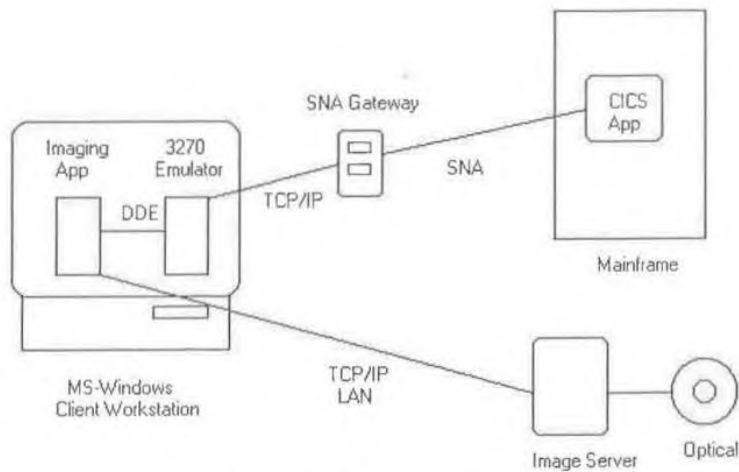 SNA Gateway
CICS
App
Imaging
App
3270
Emulator
DDE
TCP/IP
SNA
Mainframe
TCP/IP
LAN
MS-Windows
Client Workstation
Image Server
Optical